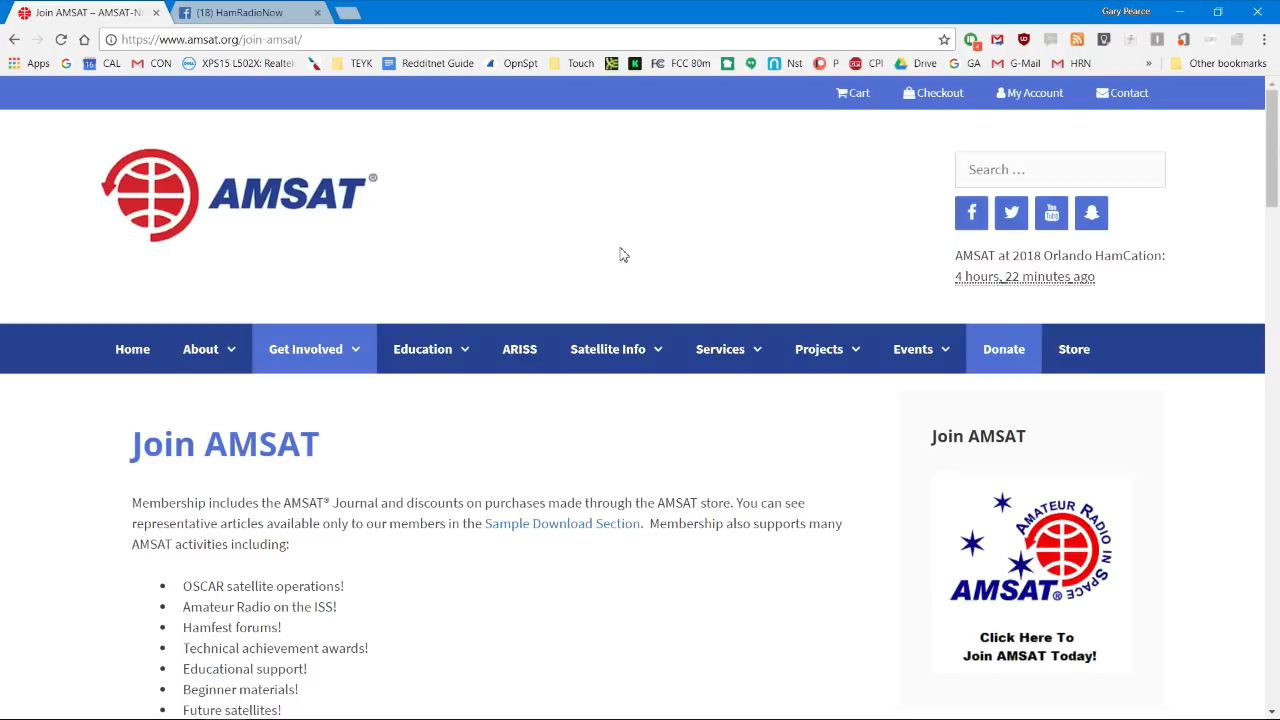 Join AMSAT – AMSAT-N
(18) HamRadioNow
Gary Pearce
https://www.amsat.org/join-amsat/
4
Apps
CAL
CON
XPS15 L502X: Realtek
TEYK
Redditnet Guide
OpnSpt
Touch
FCC 80m
Nst
P
CPI
Drive
GA
G-Mail
HRN
»
Other bookmarks
Cart
Checkout
My Account
Contact
AMSAT®
Search …
AMSAT at 2018 Orlando HamCation:
4 hours, 22 minutes ago
Home
About
Get Involved
Education
ARISS
Satellite Info
Services
Projects
Events
Donate
Store
Join AMSAT
Membership includes the AMSAT® Journal and discounts on purchases made through the AMSAT store. You can see
representative articles available only to our members in the Sample Download Section. Membership also supports many
AMSAT activities including:
• OSCAR satellite operations!
• Amateur Radio on the ISS!
• Hamfest forums!
• Technical achievement awards!
• Educational support!
• Beginner materials!
• Future satellites!
Join AMSAT
AMATEUR RADIO IN SPACE
AMSAT®
Click Here To
Join AMSAT Today!